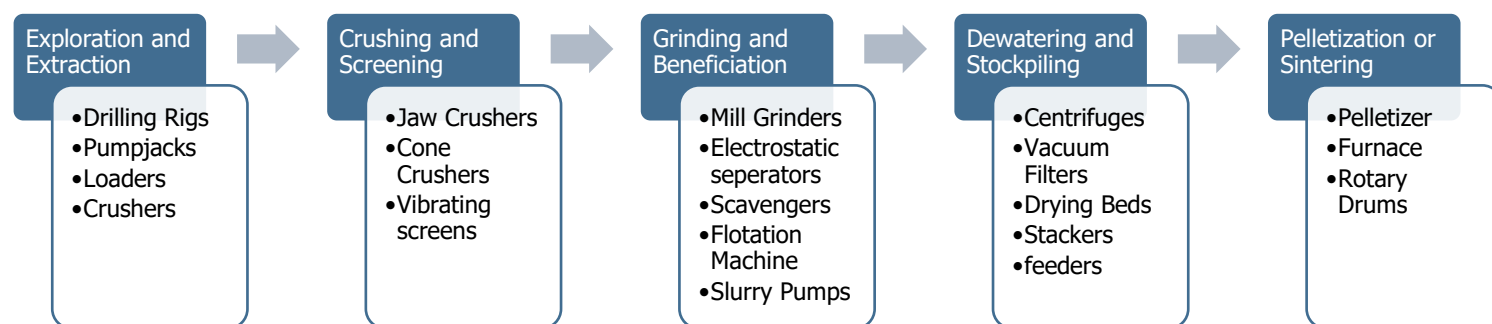 Exploration and
Extraction
•Drilling Rigs
•Pumpjacks
•Loaders
•Crushers
Crushing and
Screening
•Jaw Crushers
•Cone
Crushers
•Vibrating
screens
Grinding and
Beneficiation
•Mill Grinders
•Electrostatic
seperators
•Scavengers
•Flotation
Machine
•Slurry Pumps
Dewatering and
Stockpiling
•Centrifuges
•Vacuum
Filters
•Drying Beds
•Stackers
•feeders
Pelletization or
Sintering
•Pelletizer
•Furnace
•Rotary
Drums